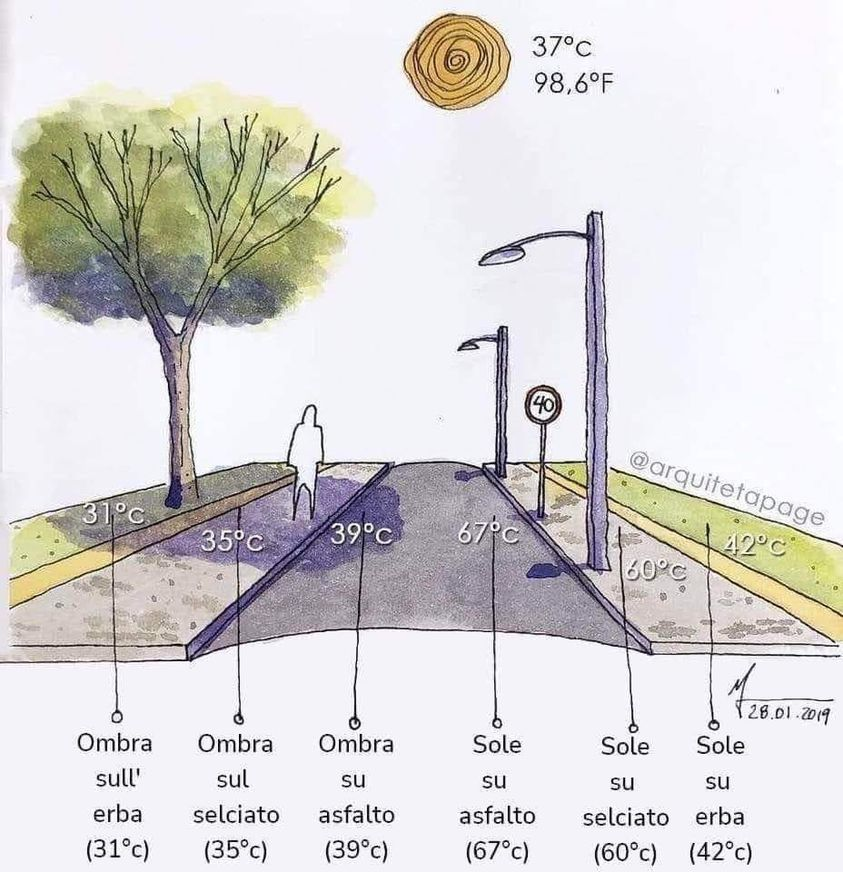 37°c
98,6°F
40
@arquitetapage
31°c
35°c
39°c
67°c
60°c
42°c
28.01.2019
Ombra
sull'
erba
(31°c)
Ombra
sul
selciato
(35°c)
Ombra
su
asfalto
(39°c)
Sole
su
asfalto
(67°c)
Sole
su
selciato
(60°c)
Sole
su
erba
(42°c)